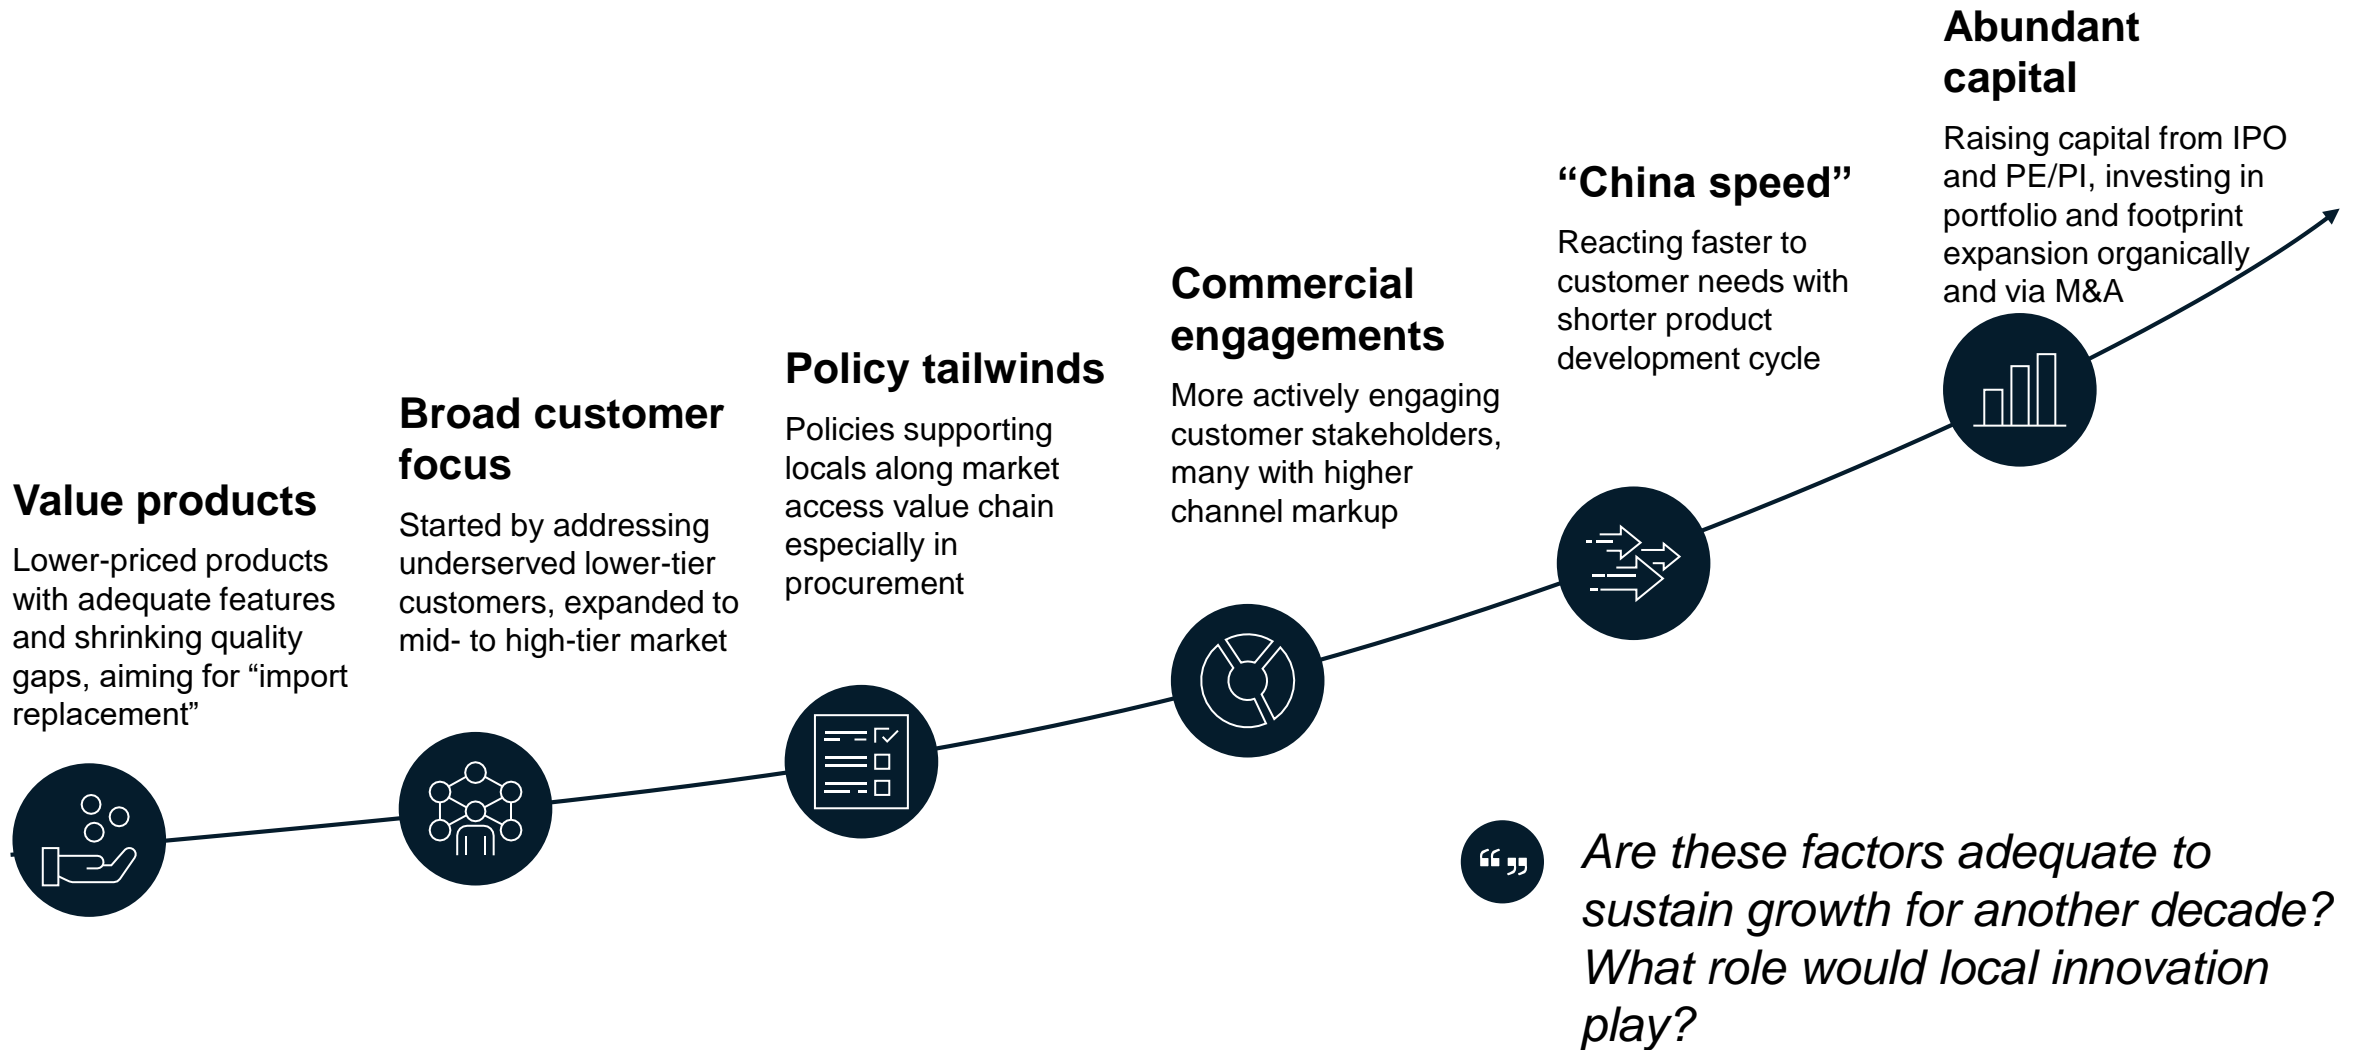 Value products
Lower-priced products
with adequate features
and shrinking quality
gaps, aiming for “import
replacement”
Broad customer
focus
Started by addressing
underserved lower-tier
customers, expanded to
mid- to high-tier market
Policy tailwinds
Policies supporting
locals along market
access value chain
especially in
procurement
Commercial
engagements
More actively engaging
customer stakeholders,
many with higher
channel markup
“China speed”
Reacting faster to
customer needs with
shorter product
development cycle
Abundant
capital
Raising capital from IPO
and PE/PI, investing in
portfolio and footprint
expansion organically
and via M&A
Are these factors adequate to
sustain growth for another decade?
What role would local innovation
play?